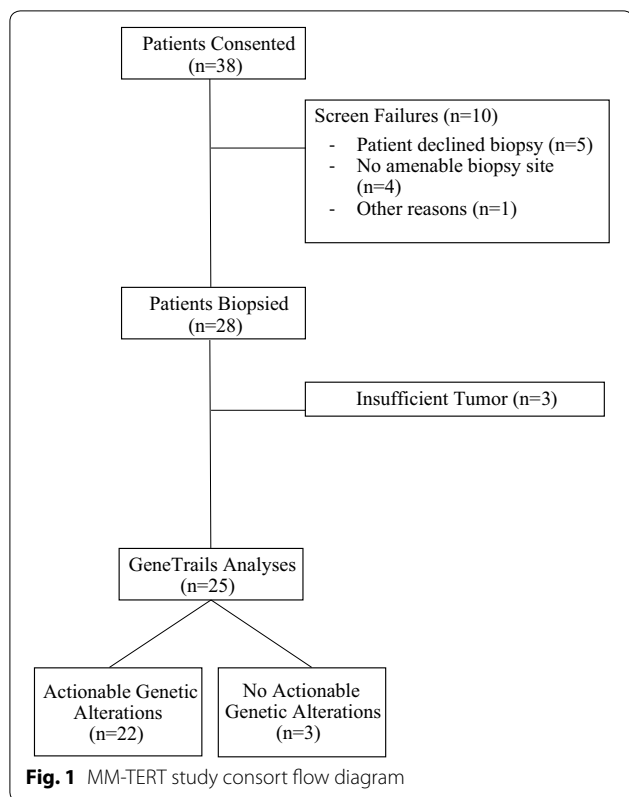 Patients Consented
(n=38)
Screen Failures (n=10)
- Patient declined biopsy (n=5)
- No amenable biopsy site
(n=4)
- Other reasons (n=1)
Patients Biopsied
(n=28)
Insufficient Tumor (n=3)
GeneTrails Analyses
(n=25)
Actionable Genetic
Alterations
(n=22)
No Actionable
Genetic Alterations
(n=3)
Fig. 1 MM-TERT study consort flow diagram